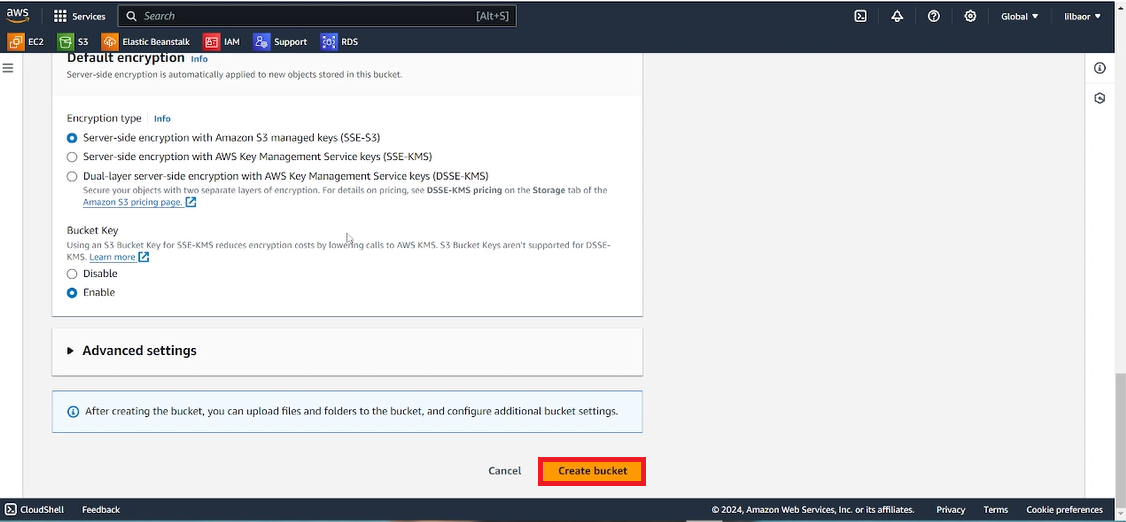 aws
Services
Search
[Alt+S]
Global
lilbaor
EC2
S3
Elastic Beanstalk
IAM
Support
RDS
Default encryption Info
Server-side encryption is automatically applied to new objects stored in this bucket.
Encryption type Info
Server-side encryption with Amazon S3 managed keys (SSE-S3)
Server-side encryption with AWS Key Management Service keys (SSE-KMS)
Dual-layer server-side encryption with AWS Key Management Service keys (DSSE-KMS)
Secure your objects with two separate layers of encryption. For details on pricing, see DSSE-KMS pricing on the Storage tab of the
Amazon S3 pricing page.
Bucket Key
Using an S3 Bucket Key for SSE-KMS reduces encryption costs by lowering calls to AWS KMS. S3 Bucket Keys aren't supported for DSSE-
KMS. Learn more
Disable
Enable
Advanced settings
After creating the bucket, you can upload files and folders to the bucket, and configure additional bucket settings.
Cancel
Create bucket
CloudShell
Feedback
© 2024, Amazon Web Services, Inc. or its affiliates.
Privacy
Terms
Cookie preferences